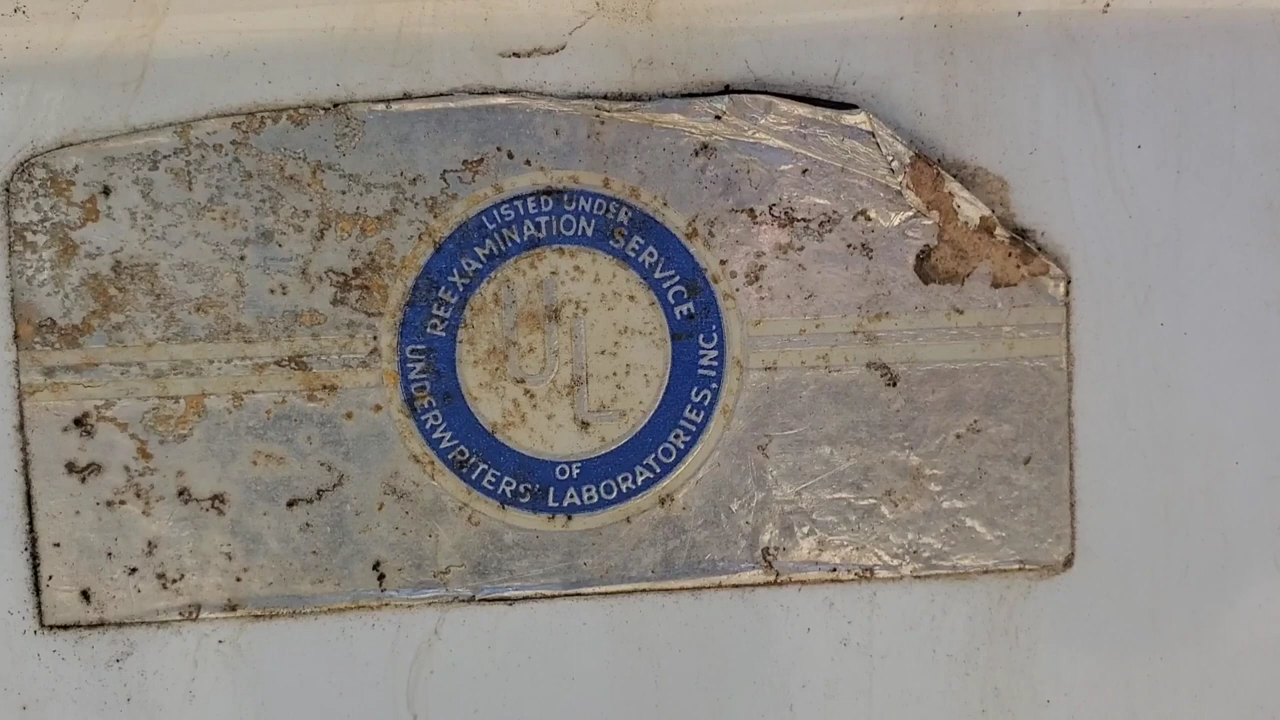 LISTED UNDER
REEXAMINATION SERVICE
UL
OF
UNDERWRITERS' LABORATORIES, INC.